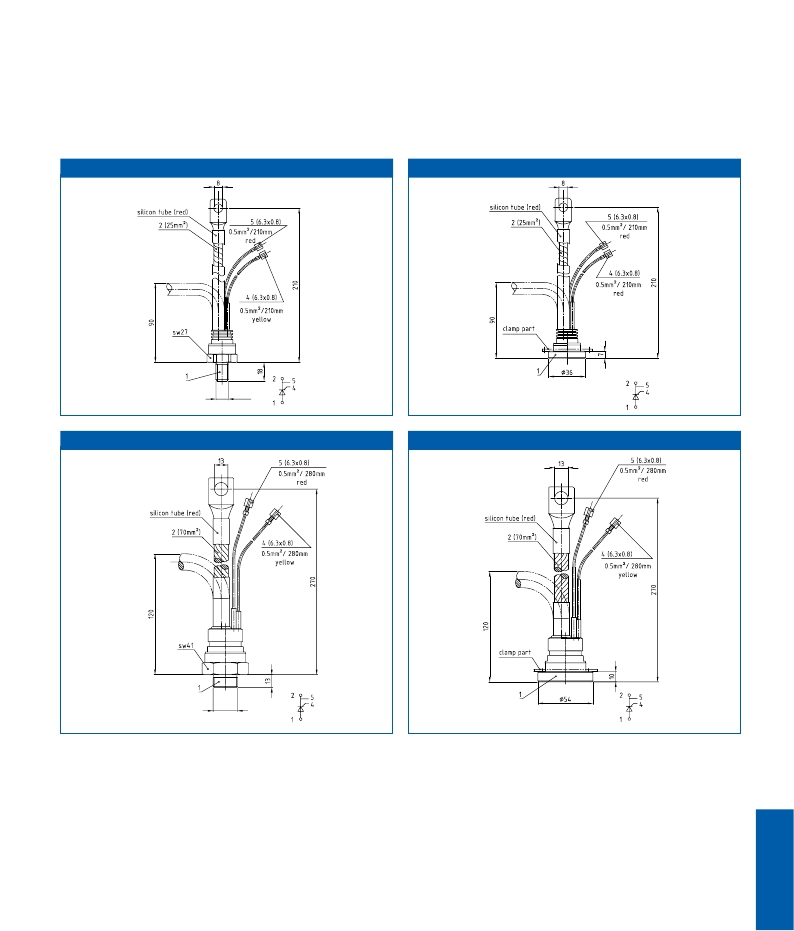 8
silicon tube (red)
2 (25mm²)
5 (6.3x0.8)
0.5mm²/210mm
red
210
4 (6.3x0.8)
0.5mm²/210mm
yellow
90
sw27
1
18
2
5
4
1
8
silicon tube (red)
2 (25mm²)
5 (6.3x0.8)
0.5mm²/210mm
red
210
4 (6.3x0.8)
0.5mm²/210mm
red
90
clamp part
7
1
ø36
2
5
4
1
13
5 (6.3x0.8)
0.5mm²/ 280mm
red
silicon tube (red)
2 (70mm²)
4 (6.3x0.8)
0.5mm²/ 280mm
yellow
270
120
sw41
1
13
2
5
4
1
13
5 (6.3x0.8)
0.5mm²/ 280mm
red
silicon tube (red)
2 (70mm²)
4 (6.3x0.8)
0.5mm²/ 280mm
yellow
270
120
clamp part
10
1
ø54
2
5
4
1